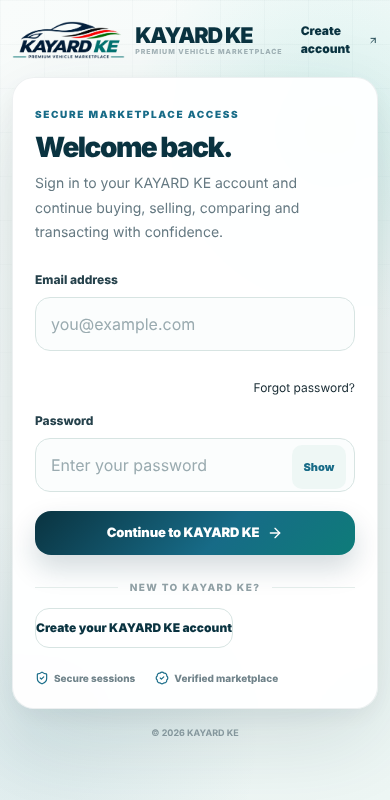 KAYARD KE
PREMIUM VEHICLE MARKETPLACE
KAYARD KE
PREMIUM VEHICLE MARKETPLACE
Create
account
SECURE MARKETPLACE ACCESS
Welcome back.
Sign in to your KAYARD KE account and
continue buying, selling, comparing and
transacting with confidence.
Email address
you@example.com
Forgot password?
Password
Enter your password
Show
Continue to KAYARD KE
NEW TO KAYARD KE?
Create your KAYARD KE account
Secure sessions
Verified marketplace
© 2026 KAYARD KE